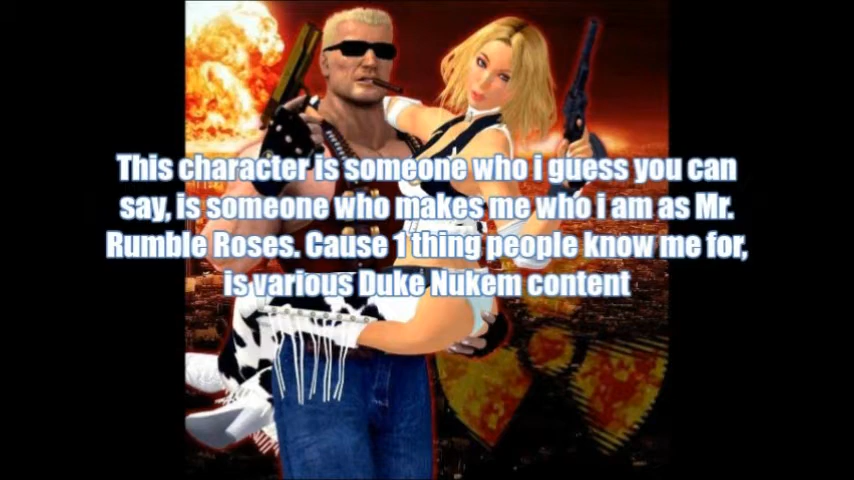 This character is someone who i guess you can
say, is someone who makes me who i am as Mr.
Rumble Roses. Cause 1 thing people know me for,
is various Duke Nukem content